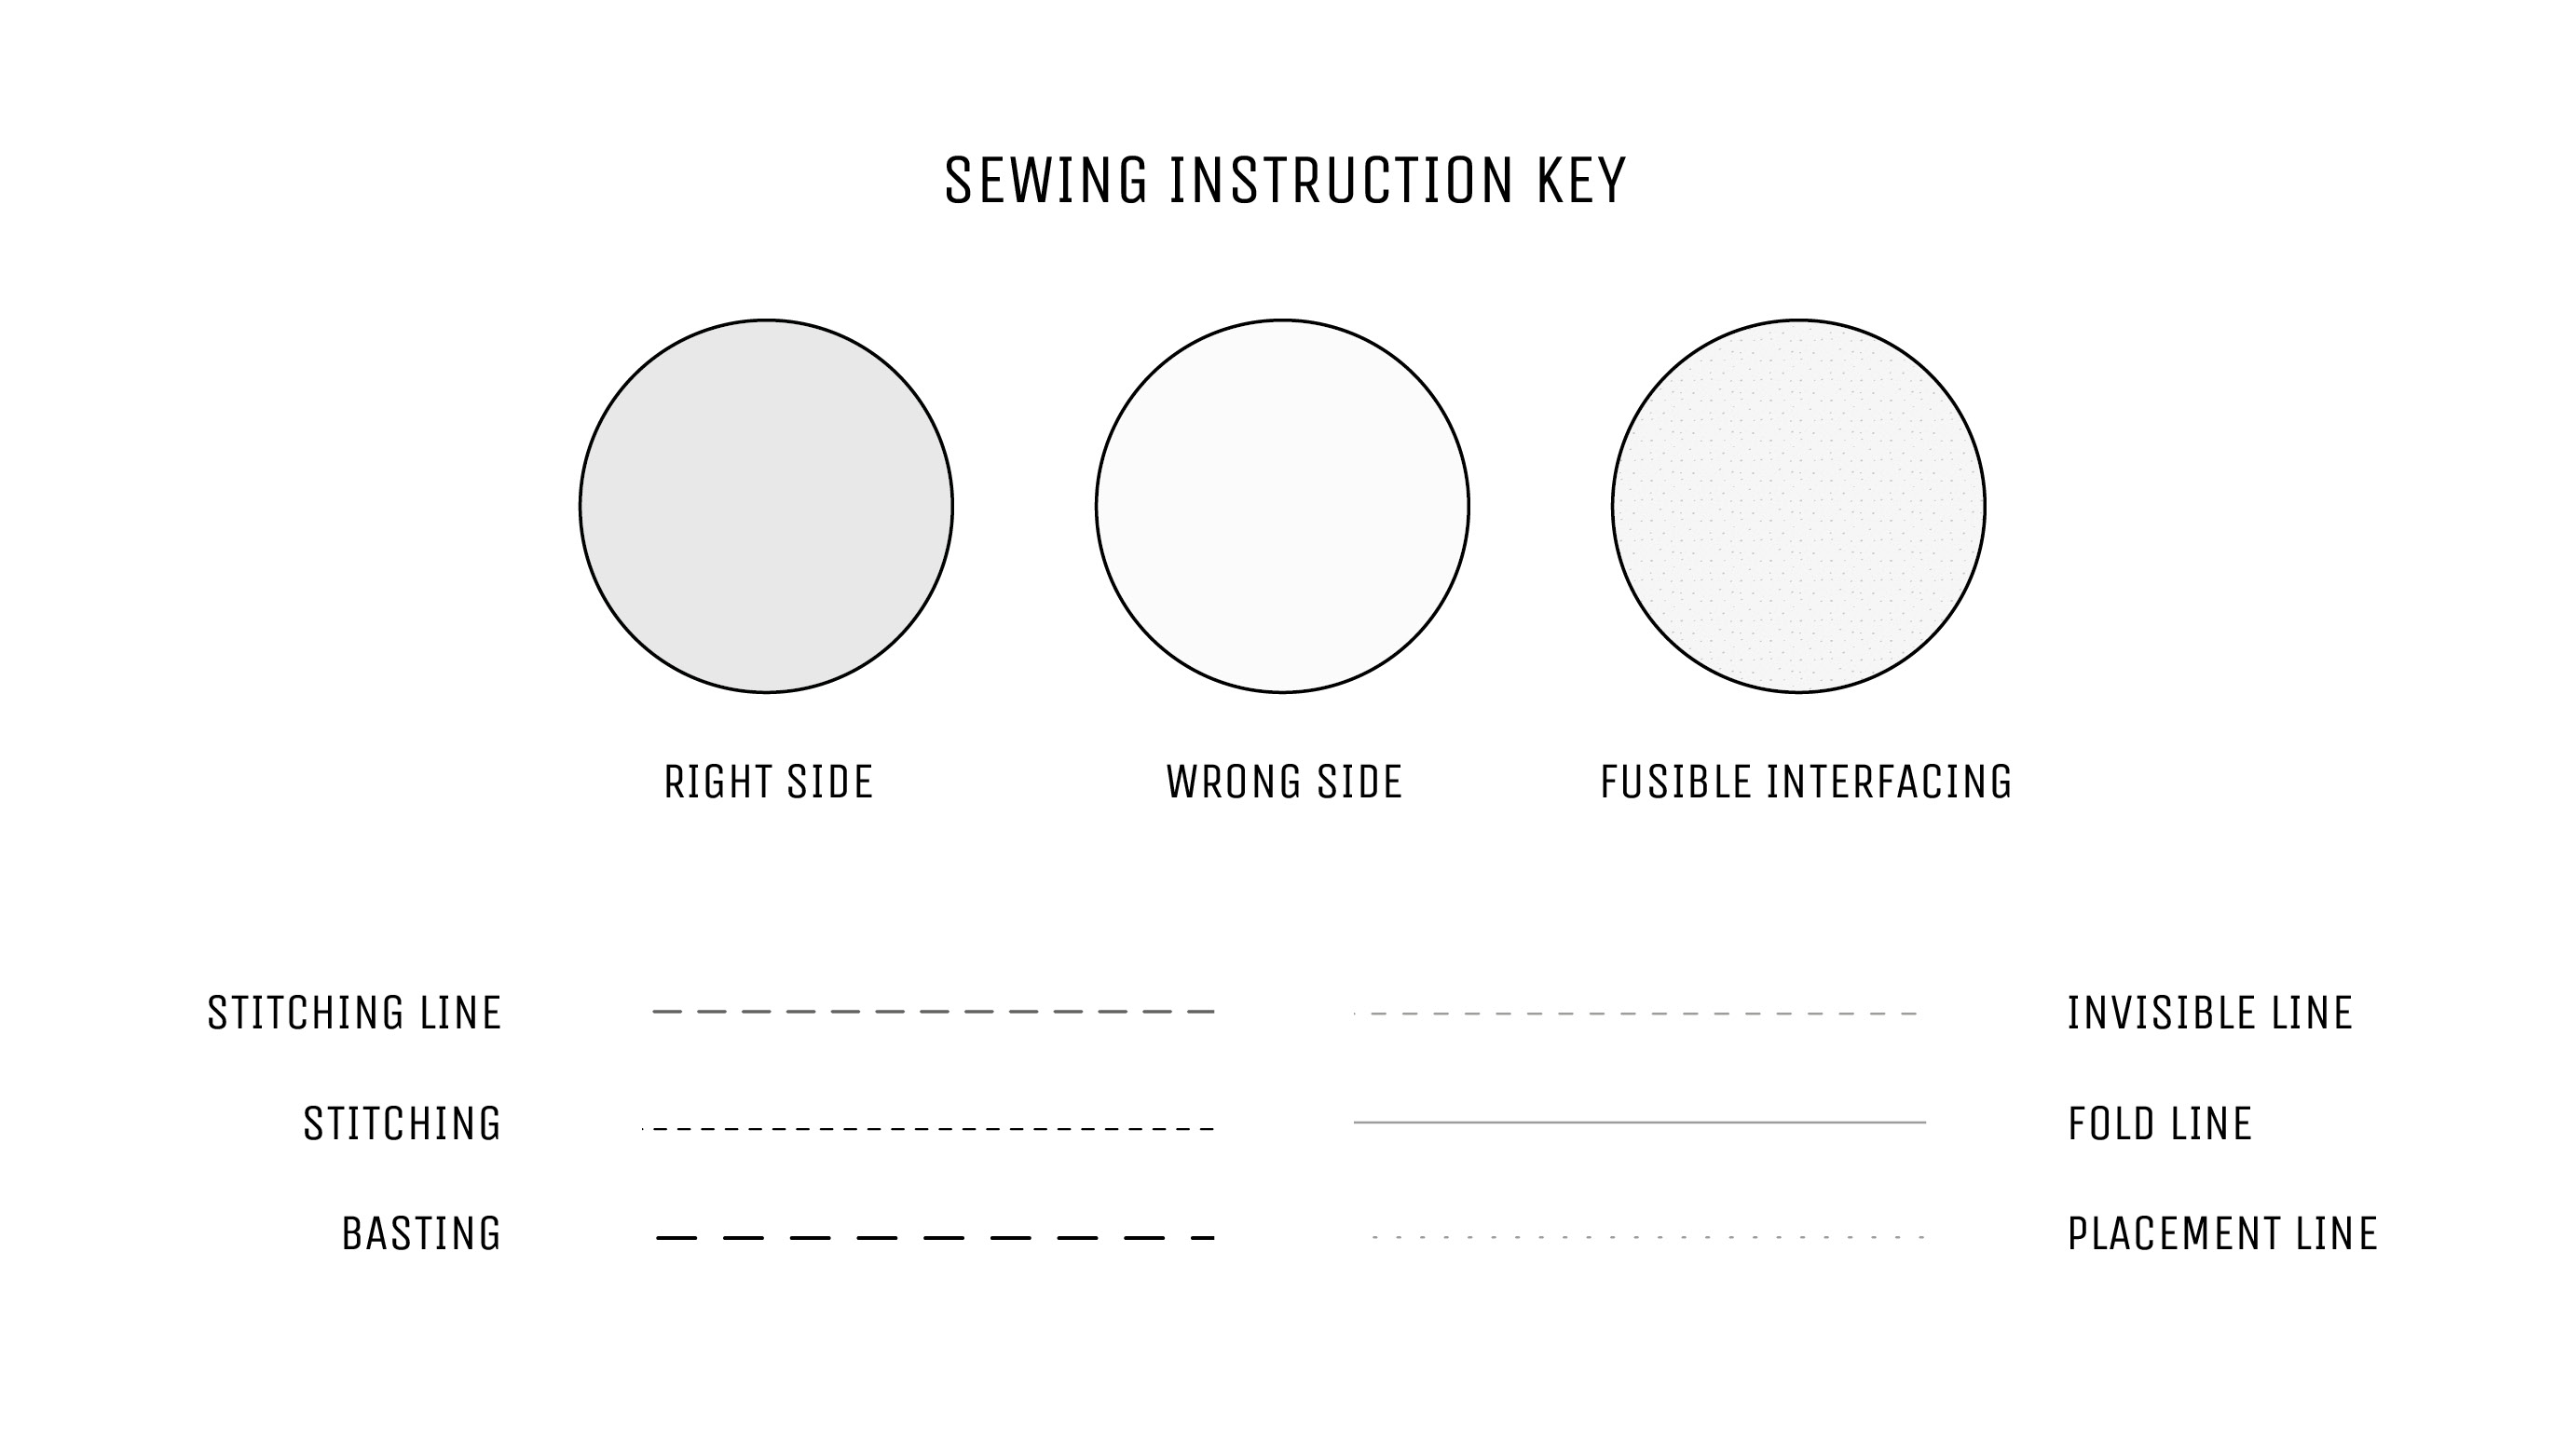 SEWING INSTRUCTION KEY
RIGHT SIDE
WRONG SIDE
FUSIBLE INTERFACING
STITCHING LINE
INVISIBLE LINE
STITCHING
FOLD LINE
BASTING
PLACEMENT LINE